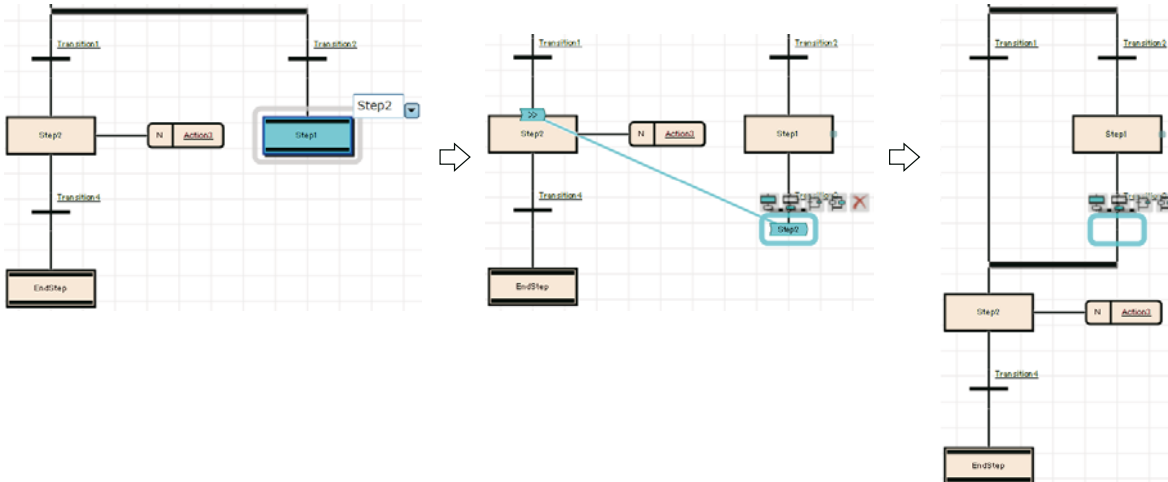 Transition1
Transition2
Step2
Step2
N
Action3
Step1
Transition4
EndStep
Transition1
Transition2
Step2
N
Action3
Step1
Transition4
Step2
EndStep
Transition1
Transition2
Step1
Step2
N
Action3
Transition4
EndStep